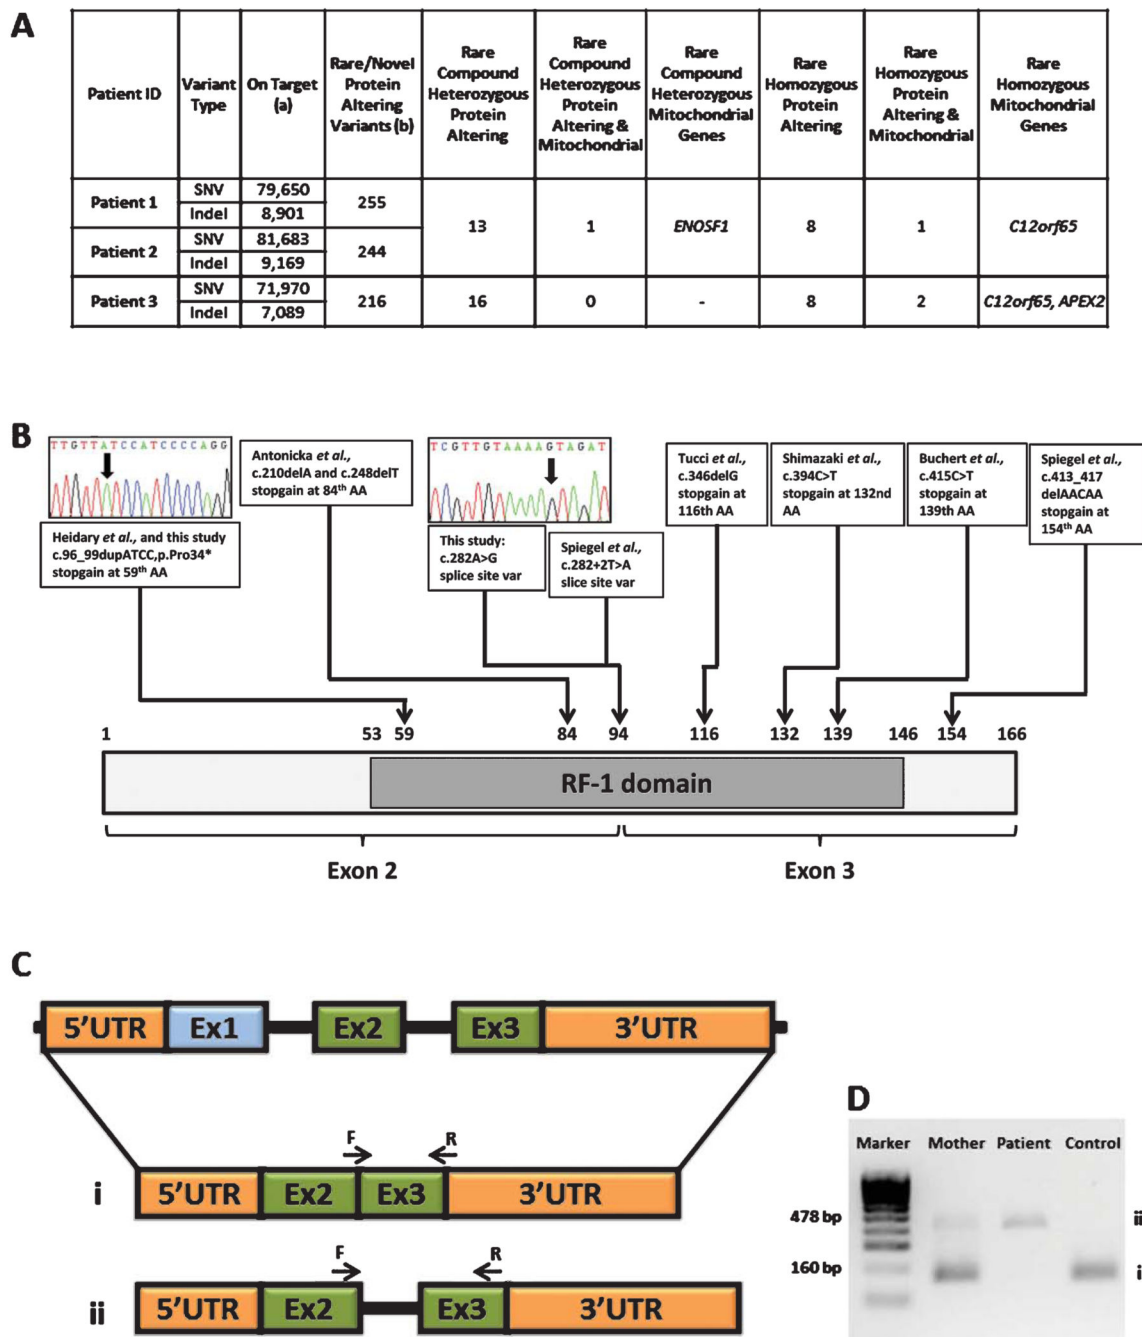 A
Patient ID
Variant
Type
On Target
(a)
Rare/Novel
Protein
Altering
Variants (b)
Rare
Compound
Heterozygous
Protein
Altering
Rare
Compound
Heterozygous
Protein
Altering &
Mitochondrial
Rare
Compound
Heterozygous
Mitochondrial
Genes
Rare
Homozygous
Protein
Altering
Rare
Homozygous
Protein
Altering &
Mitochondrial
Rare
Homozygous
Mitochondrial
Genes
Patient 1
SNV
79,650
Indel
8,901
255
Patient 2
SNV
81,683
Indel
9,169
244
13
1
ENOSF1
8
1
C12orf65
Patient 3
SNV
71,970
Indel
7,089
216
16
0
-
8
2
C12orf65, APEX2
B
TTGTTATCCATCCCCAGG
Heidary et al., and this study
c.96_99dupATCC,p.Pro34*
stopgain at 59th AA
Antonicka et al.,
c.210delA and c.248delT
stopgain at 84th AA
TCGTTGTAAAAGTAGAT
This study:
c.282A>G
splice site var
Spiegel et al.,
c.282+2T>A
slice site var
Tucci et al.,
c.346delG
stopgain at
116th AA
Shimazaki et al.,
c.394C>T
stopgain at 132nd
AA
Buchert et al.,
c.415C>T
stopgain at
139th AA
Spiegel et al.,
c.413_417
delAACAA
stopgain at
154th AA
1 53 59 84 94 116 132 139 146 154 166
RF-1 domain
Exon 2 Exon 3
C
5'UTR Ex1 Ex2 Ex3 3'UTR
F R
i 5'UTR Ex2 Ex3 3'UTR
F R
ii 5'UTR Ex2 Ex3 3'UTR
D
Marker Mother Patient Control
478 bp ii
160 bp i